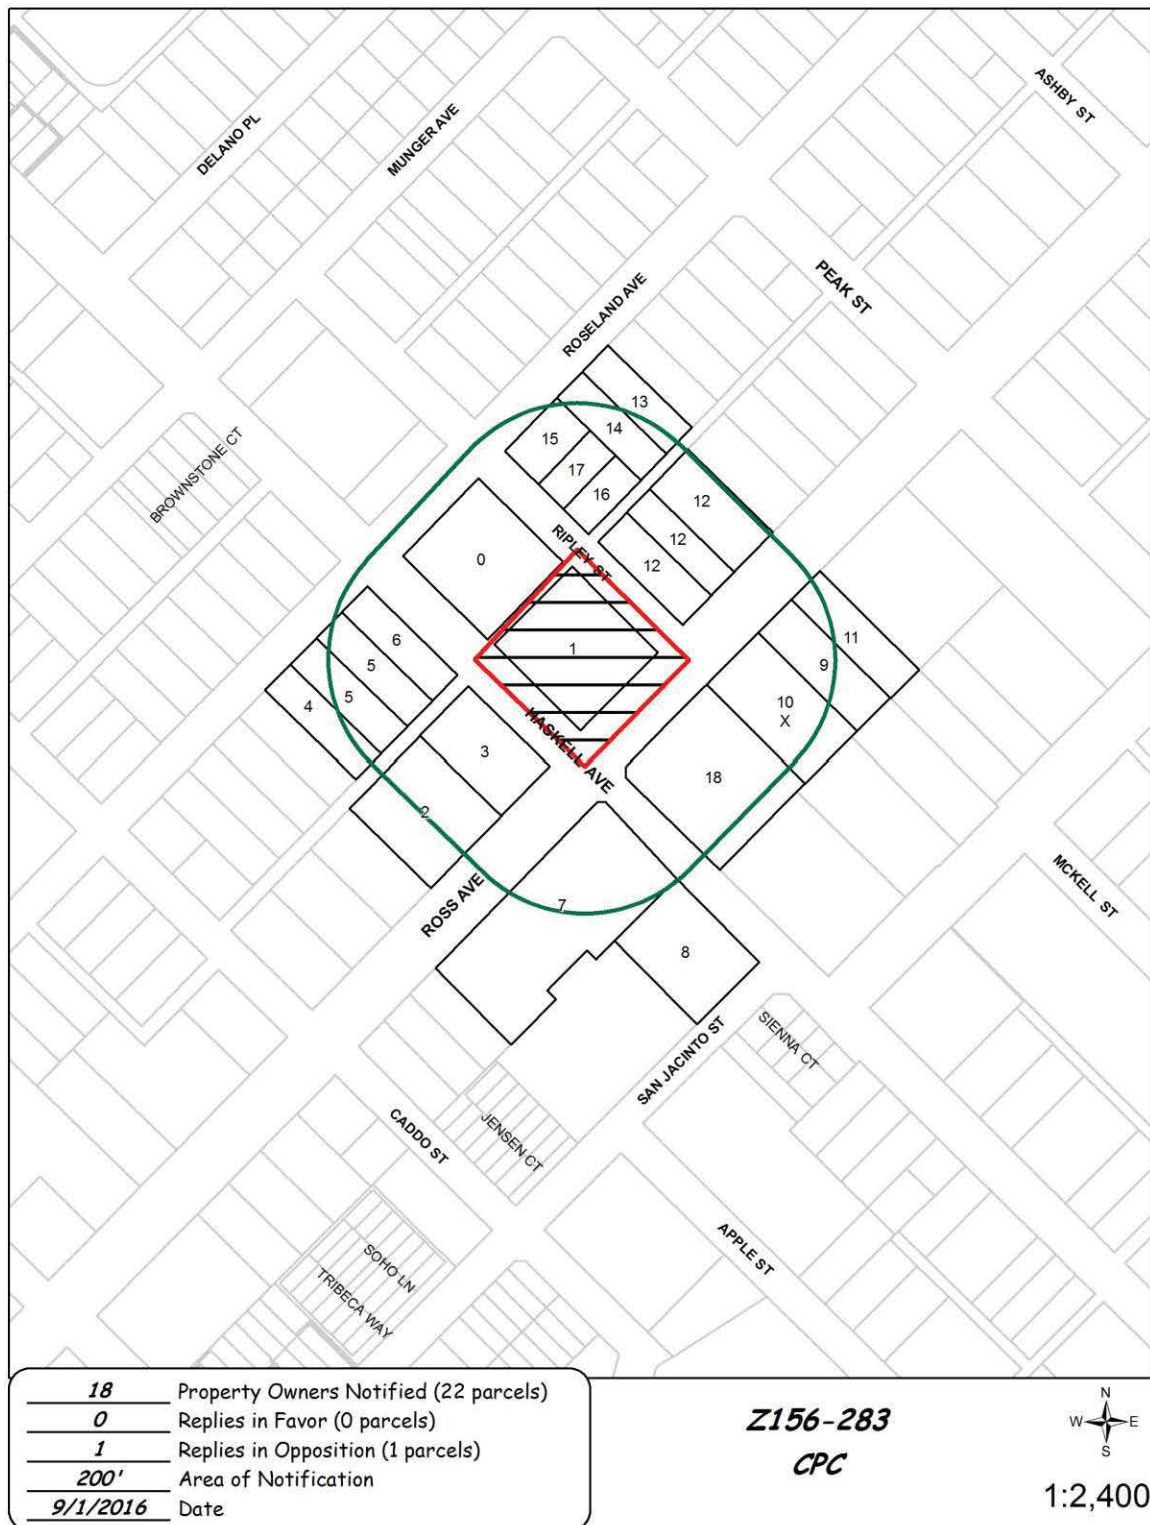 ASHBY ST
DELANO PL
MUNGER AVE
PEAK ST
ROSELAND AVE
BROWNSTONE CT
13
14
15
17
16
12
12
12
RIPLEY ST
0
1
6
5
5
4
11
9
10
X
3
18
2
HASKELL AVE
ROSS AVE
7
8
MCKELL ST
SAN JACINTO ST
SIENNA CT
CADDO ST
JENSEN CT
APPLE ST
SOHO LN
TRIBECA WAY
18 Property Owners Notified (22 parcels)
0 Replies in Favor (0 parcels)
1 Replies in Opposition (1 parcels)
200' Area of Notification
9/1/2016 Date
Z156-283
CPC
N
W E
S
1:2,400